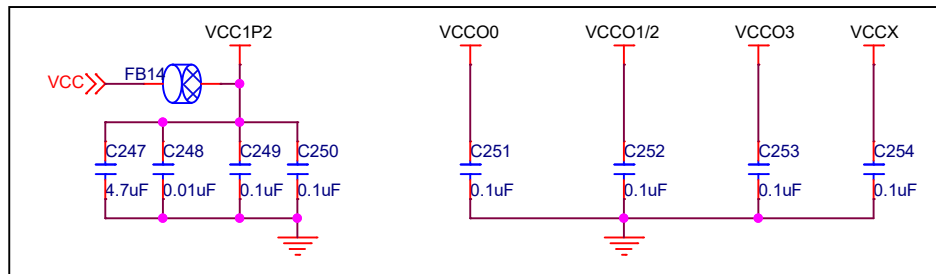 VCC1P2
VCCO0
VCCO1/2
VCCO3
VCCX
VCC
FB14
C247
C248
C249
C250
C251
C252
C253
C254
4.7uF
0.01uF
0.1uF
0.1uF
0.1uF
0.1uF
0.1uF
0.1uF